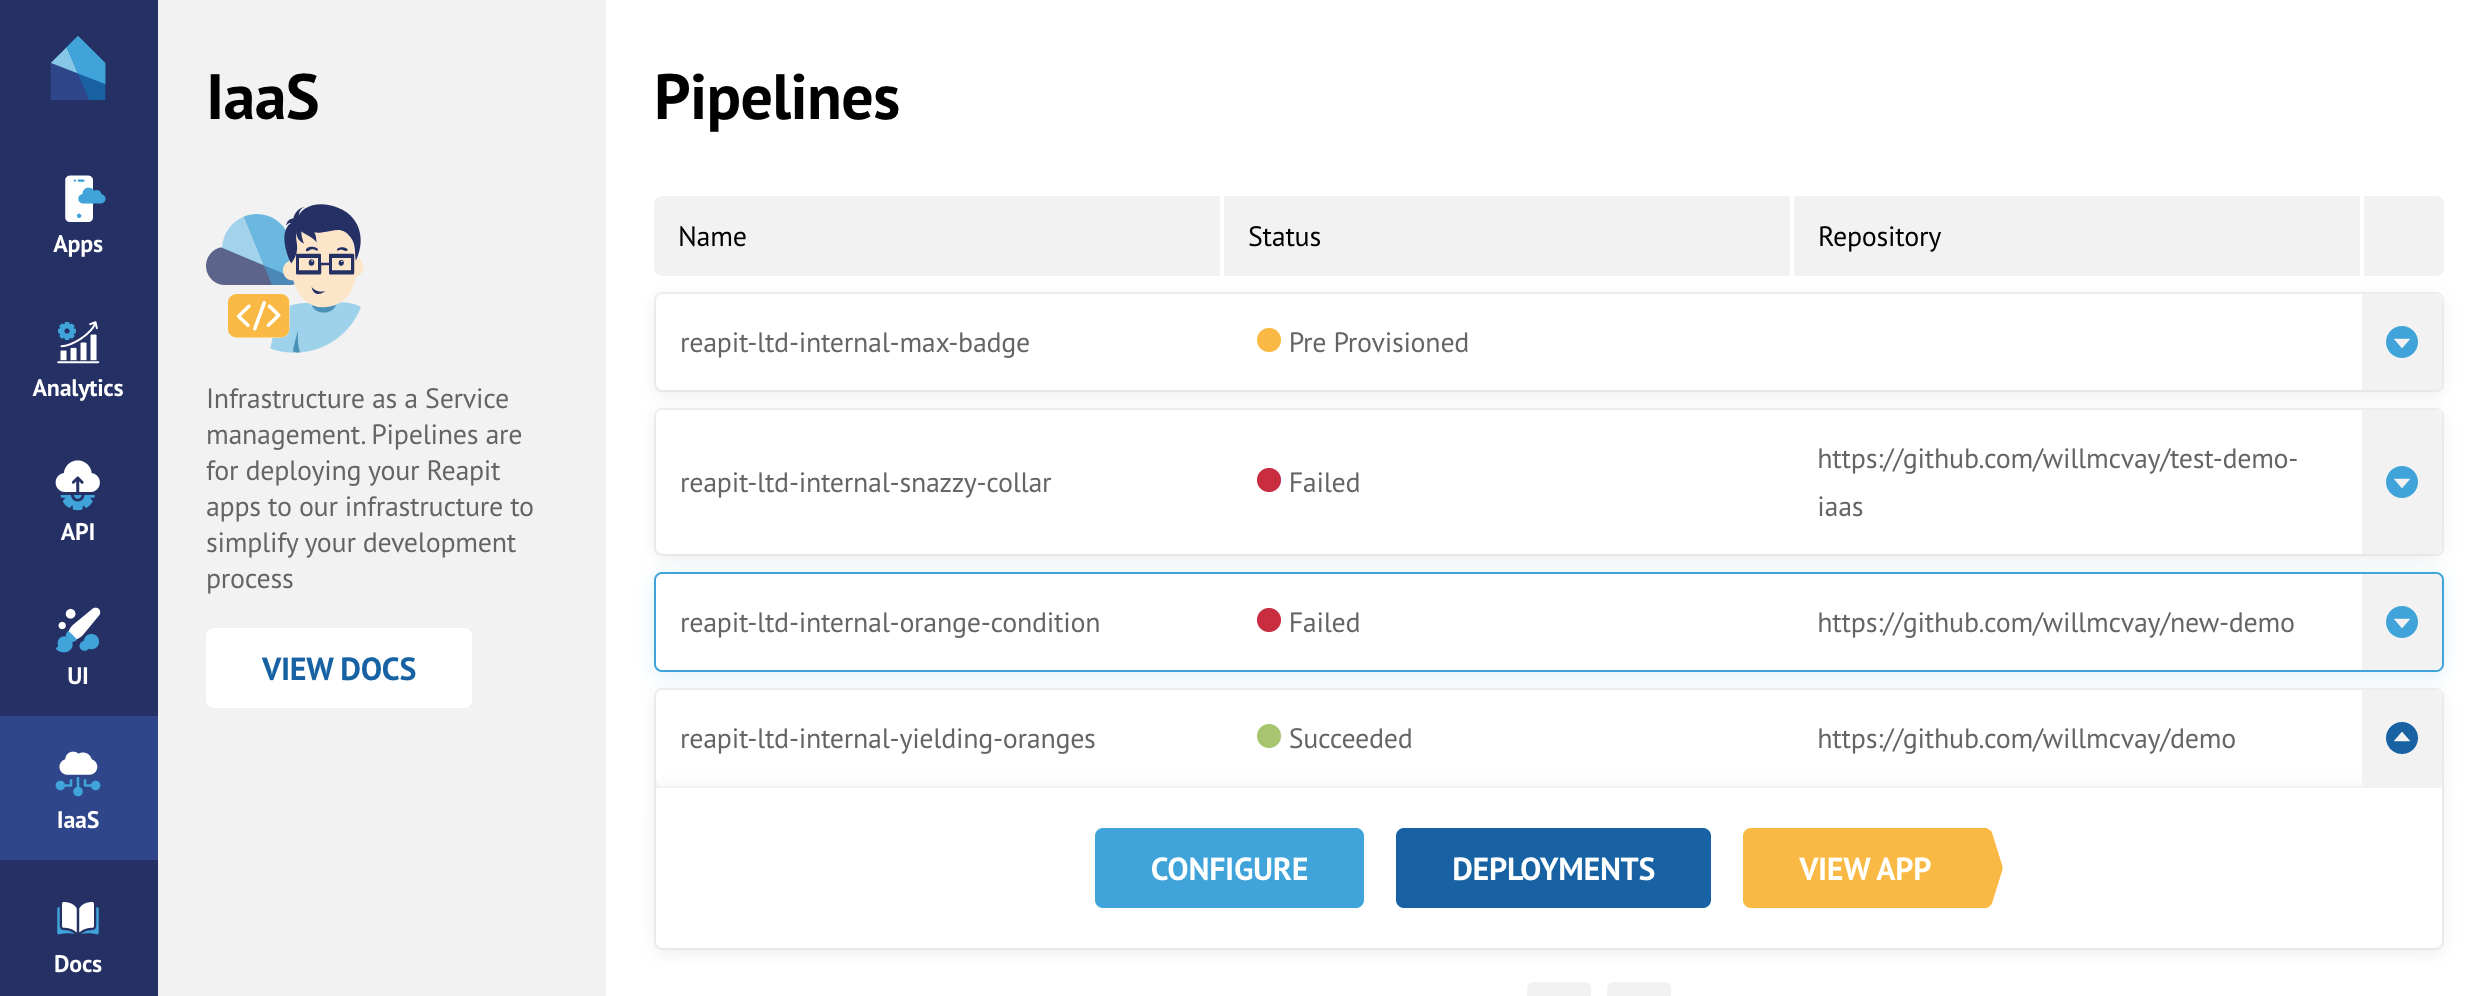 Apps
Analytics
API
UI
IaaS
Docs
IaaS
</>
Infrastructure as a Service
management. Pipelines are
for deploying your Reapit
apps to our infrastructure to
simplify your development
process
VIEW DOCS
Pipelines
Name Status Repository
reapit-ltd-internal-max-badge Pre Provisioned
reapit-ltd-internal-snazzy-collar Failed https://github.com/willmcvay/test-demo-
iaas
reapit-ltd-internal-orange-condition Failed https://github.com/willmcvay/new-demo
reapit-ltd-internal-yielding-oranges Succeeded https://github.com/willmcvay/demo
CONFIGURE DEPLOYMENTS VIEW APP